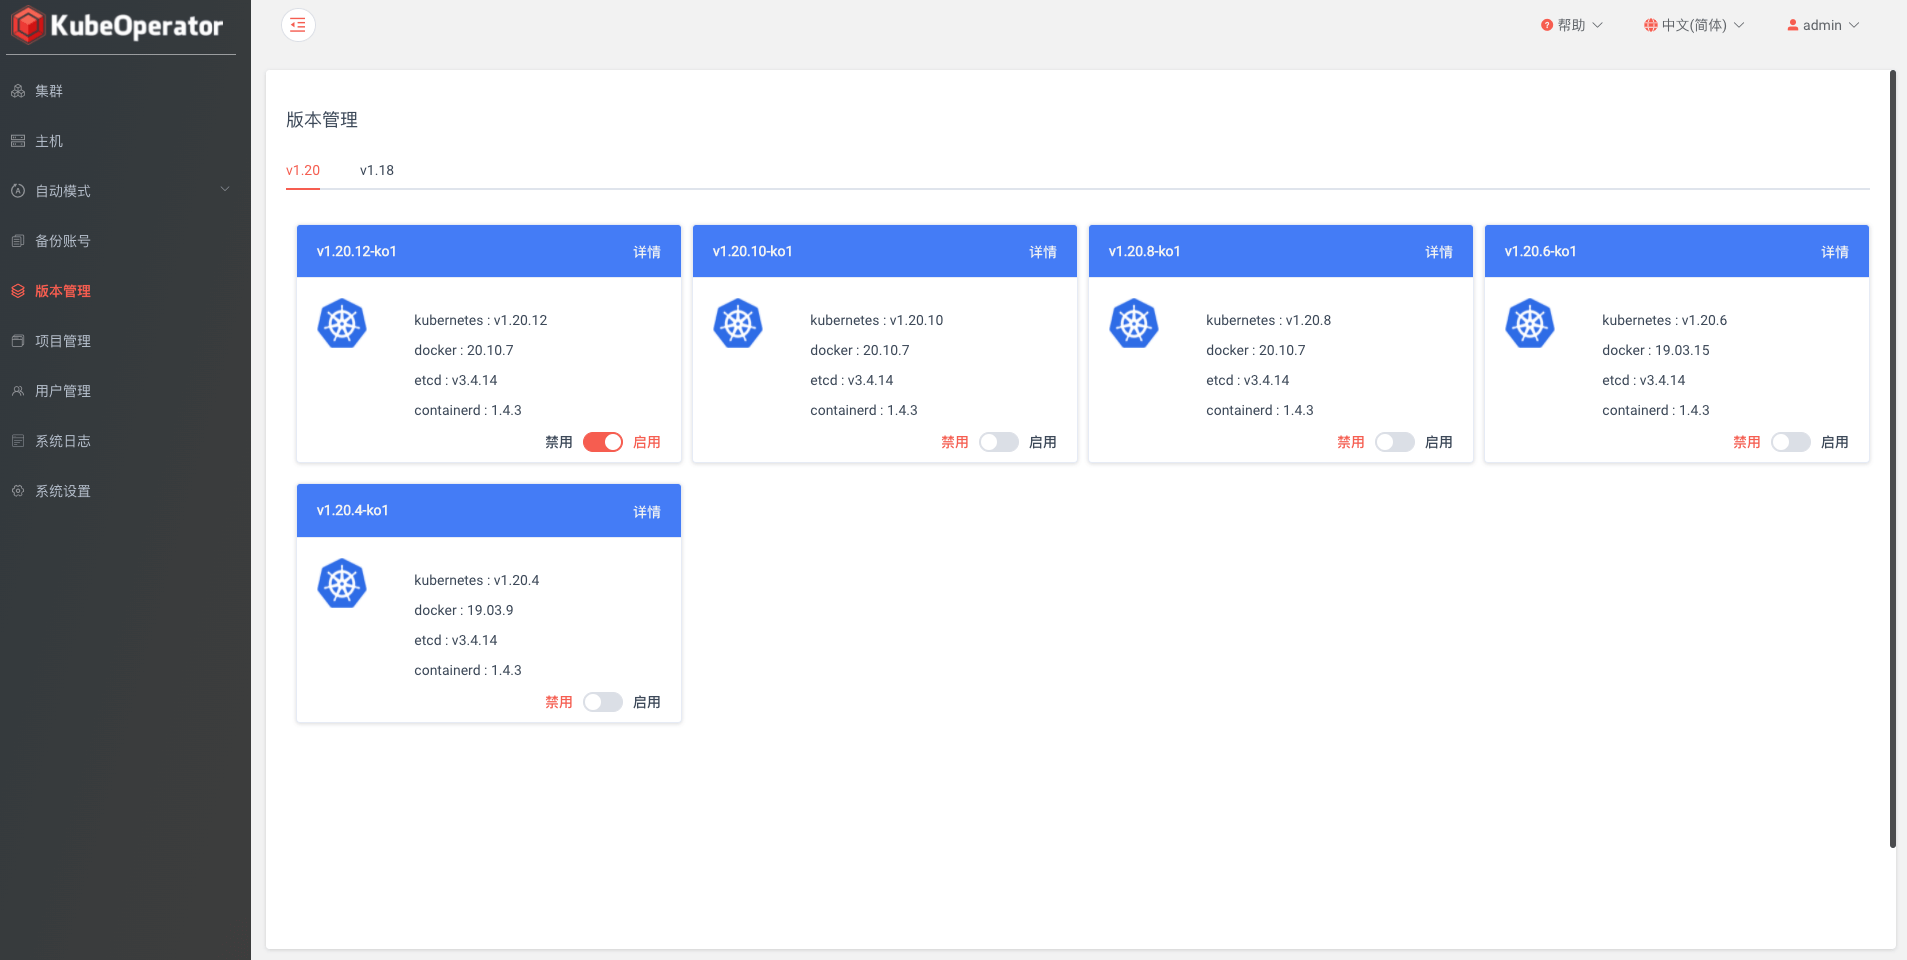 KubeOperator
集群
主机
自动模式
备份账号
版本管理
项目管理
用户管理
系统日志
系统设置
帮助
中文(简体)
admin
版本管理
v1.20
v1.18
v1.20.12-ko1 详情
kubernetes : v1.20.12
docker : 20.10.7
etcd : v3.4.14
containerd : 1.4.3
禁用 启用
v1.20.10-ko1 详情
kubernetes : v1.20.10
docker : 20.10.7
etcd : v3.4.14
containerd : 1.4.3
禁用 启用
v1.20.8-ko1 详情
kubernetes : v1.20.8
docker : 20.10.7
etcd : v3.4.14
containerd : 1.4.3
禁用 启用
v1.20.6-ko1 详情
kubernetes : v1.20.6
docker : 19.03.15
etcd : v3.4.14
containerd : 1.4.3
禁用 启用
v1.20.4-ko1 详情
kubernetes : v1.20.4
docker : 19.03.9
etcd : v3.4.14
containerd : 1.4.3
禁用 启用